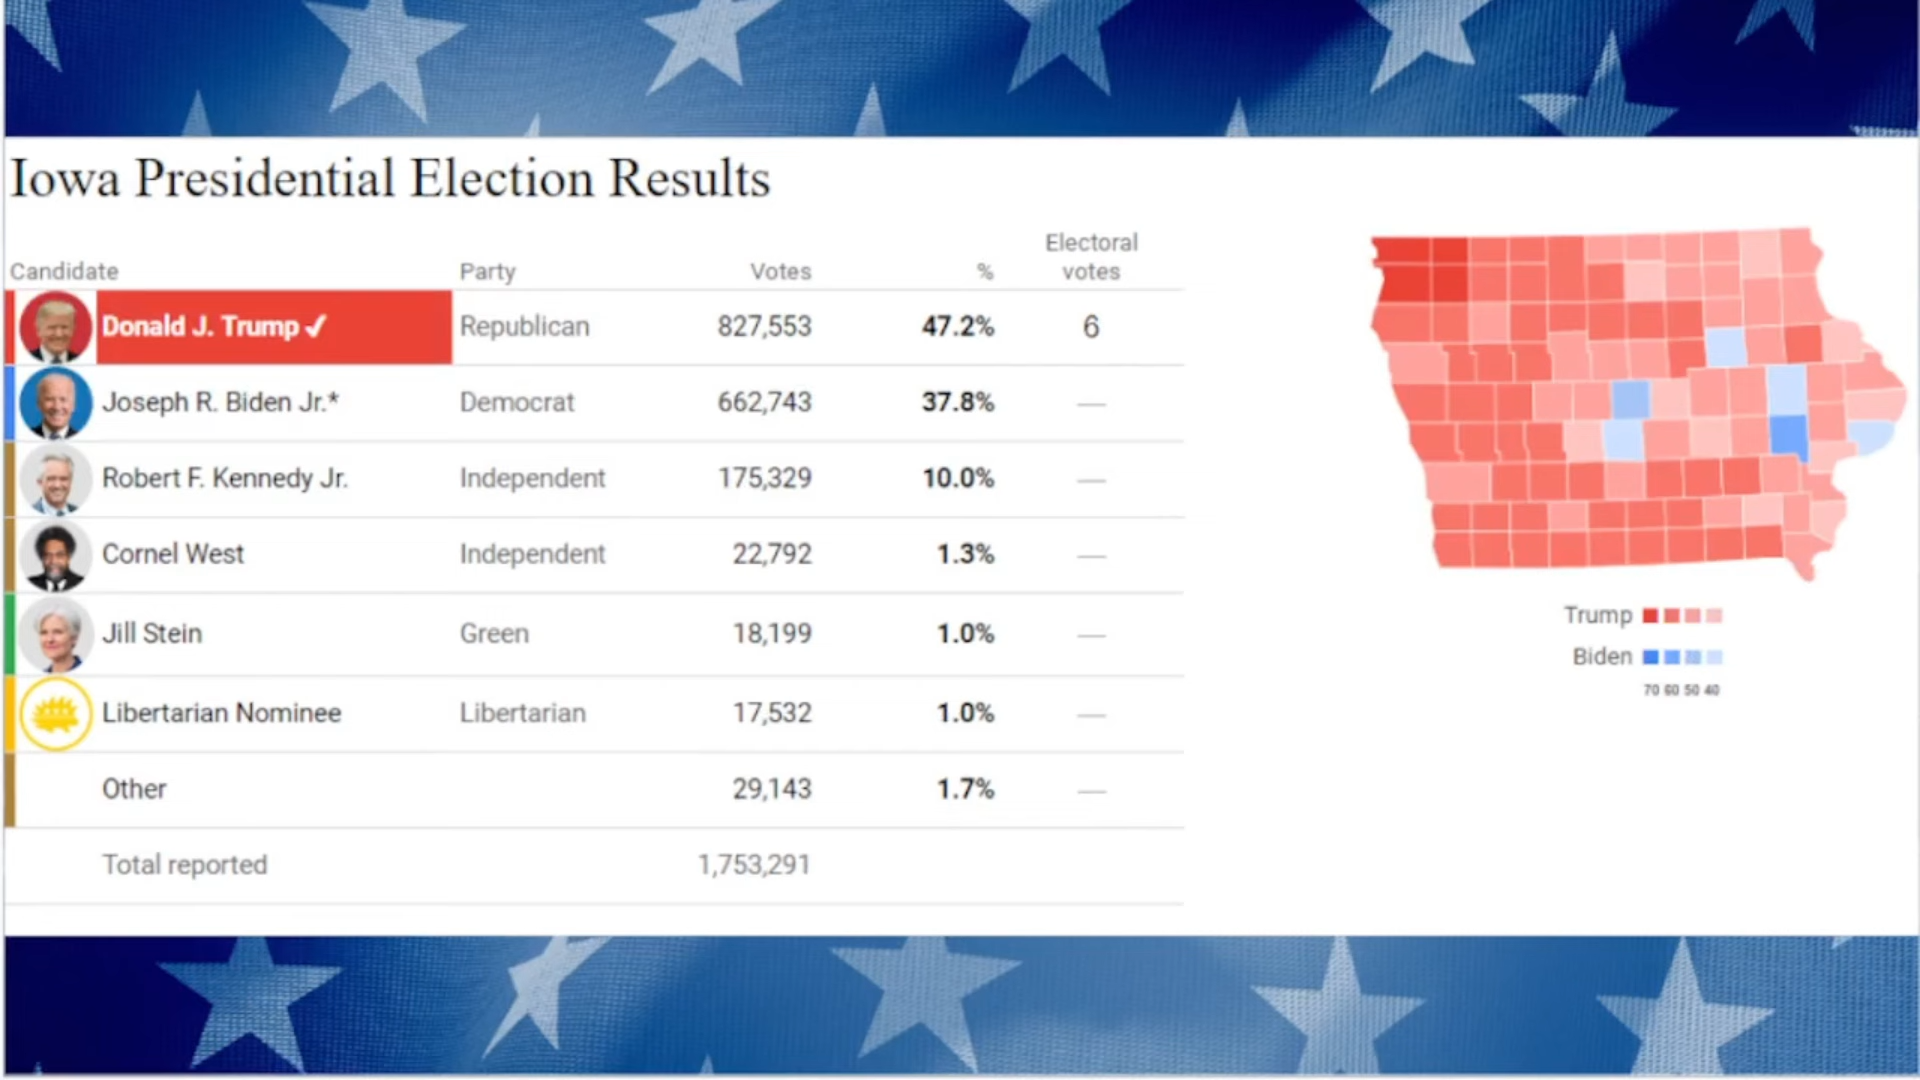 Iowa Presidential Election Results
Electoral
Candidate Party Votes % votes
Donald J. Trump ✓ Republican 827,553 47.2% 6
Joseph R. Biden Jr.* Democrat 662,743 37.8% —
Robert F. Kennedy Jr. Independent 175,329 10.0% —
Cornel West Independent 22,792 1.3% —
Jill Stein Green 18,199 1.0% —
Libertarian Nominee Libertarian 17,532 1.0% —
Other 29,143 1.7% —
Total reported 1,753,291
Trump
Biden
70 60 50 40